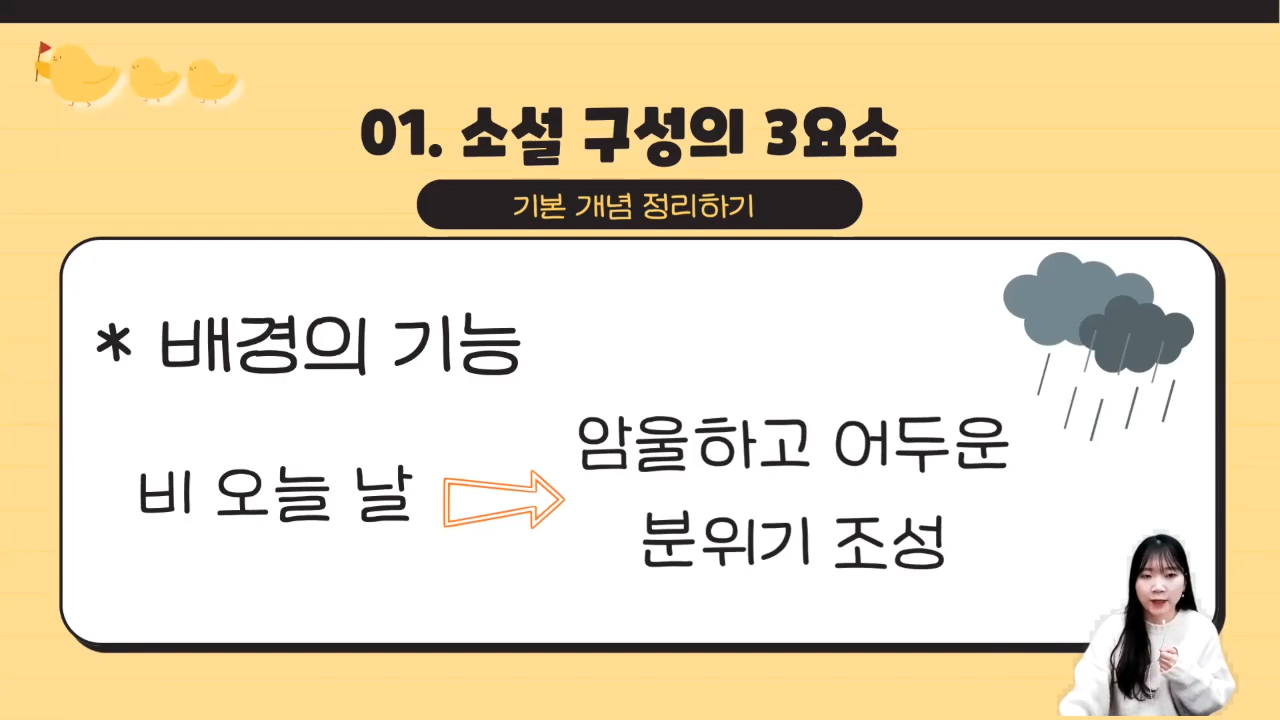 01. 소설 구성의 3요소
기본 개념 정리하기
* 배경의 기능
비 오늘 날
암울하고 어두운
분위기 조성